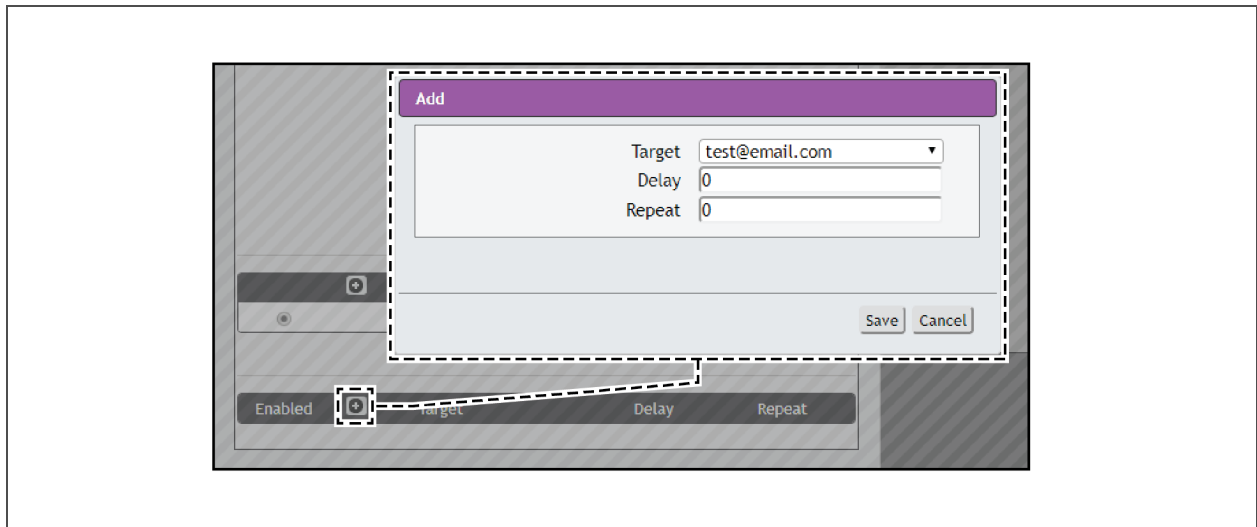 Add
Target test@email.com
Delay 0
Repeat 0
Save Cancel
Enabled Target Delay Repeat